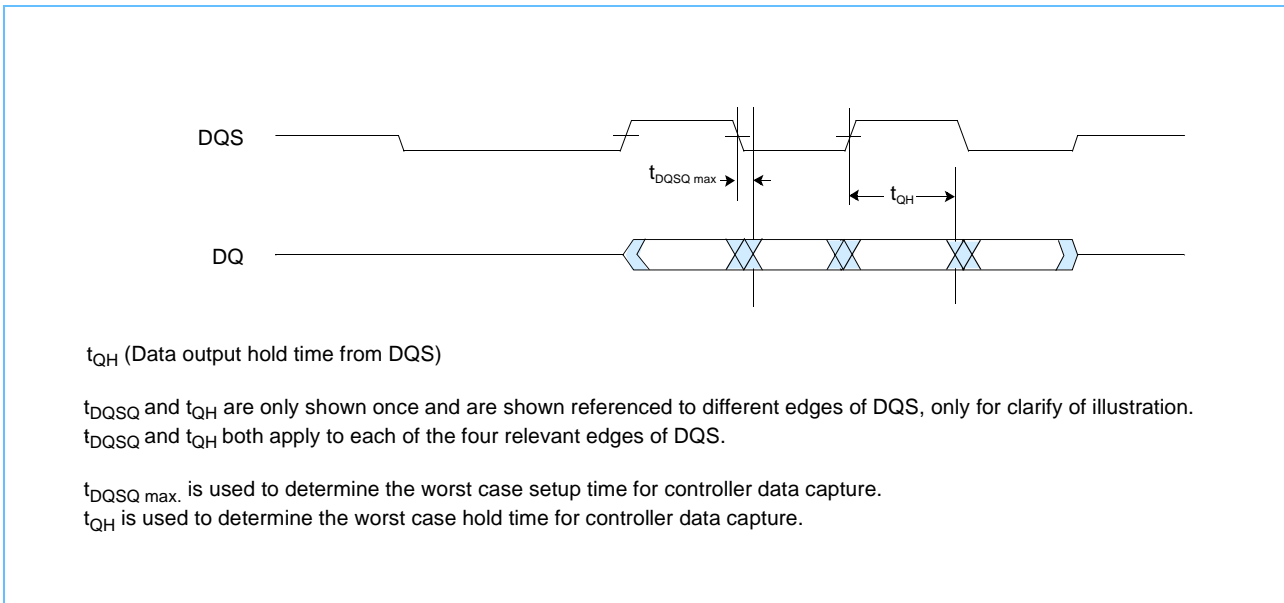 DQS
tDQSQ max
tQH
DQ
tQH (Data output hold time from DQS)
tDQSQ and tQH are only shown once and are shown referenced to different edges of DQS, only for clarify of illustration.
tDQSQ and tQH both apply to each of the four relevant edges of DQS.
tDQSQ max. is used to determine the worst case setup time for controller data capture.
tQH is used to determine the worst case hold time for controller data capture.